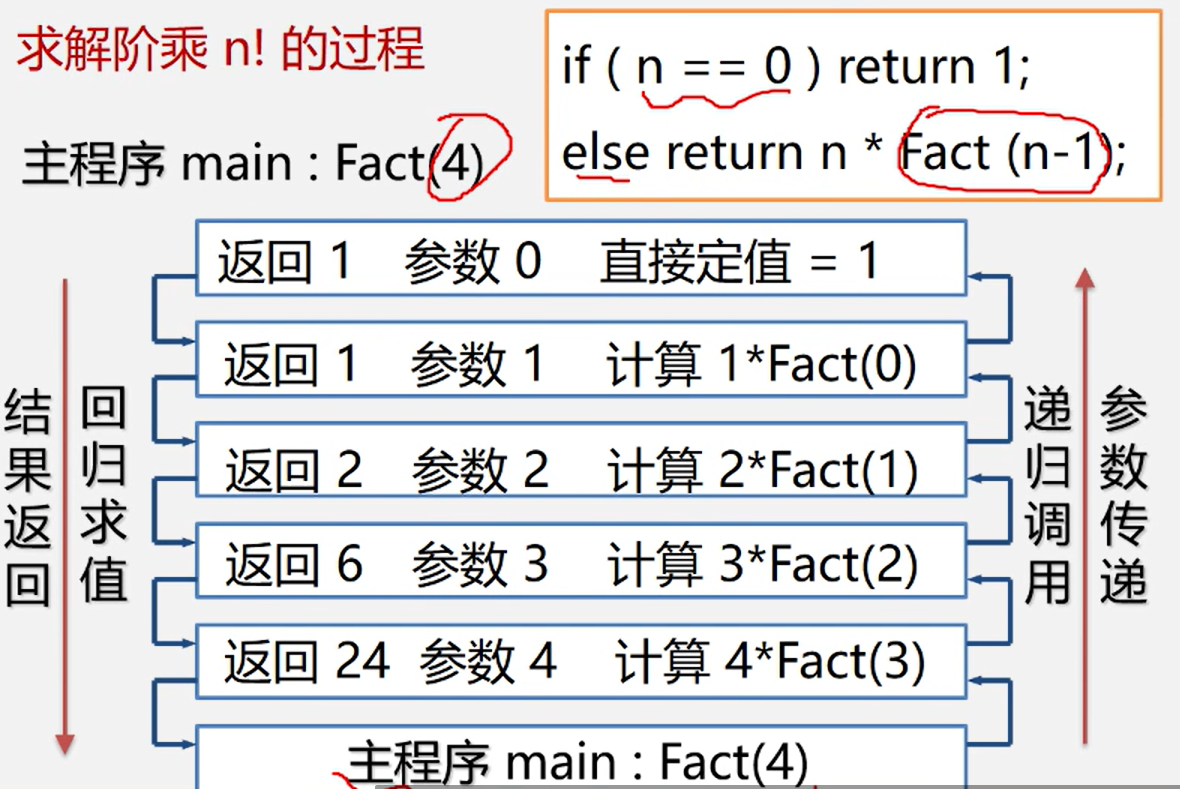 求解阶乘 n! 的过程
if ( n == 0 ) return 1;
else return n * Fact (n-1);
主程序 main : Fact(4)
返回 1 参数 0 直接定值 = 1
返回 1 参数 1 计算 1*Fact(0)
返回 2 参数 2 计算 2*Fact(1)
返回 6 参数 3 计算 3*Fact(2)
返回 24 参数 4 计算 4*Fact(3)
主程序 main : Fact(4)
结果返回
回归求值
递归调用
参数传递